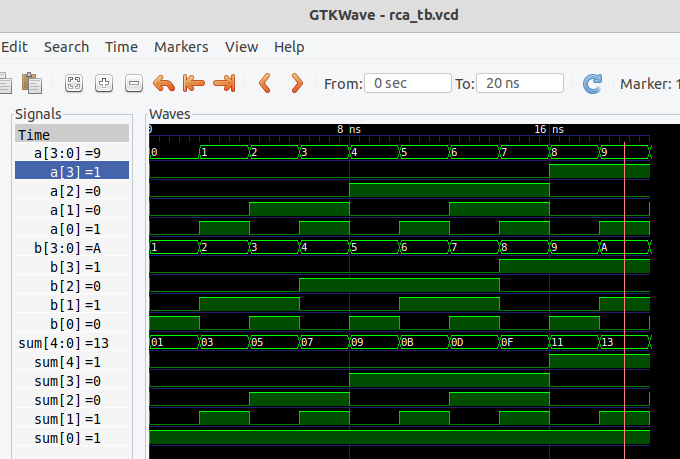 GTKWave - rca_tb.vcd
Edit Search Time Markers View Help
From: 0 sec To: 20 ns Marker: 1
Signals Waves
Time 0 8 ns 16 ns
a[3:0]=9 0 1 2 3 4 5 6 7 8 9
a[3]=1
a[2]=0
a[1]=0
a[0]=1
b[3:0]=A 1 2 3 4 5 6 7 8 9 A
b[3]=1
b[2]=0
b[1]=1
b[0]=0
sum[4:0]=13 01 03 05 07 09 0B 0D 0F 11 13
sum[4]=1
sum[3]=0
sum[2]=0
sum[1]=1
sum[0]=1